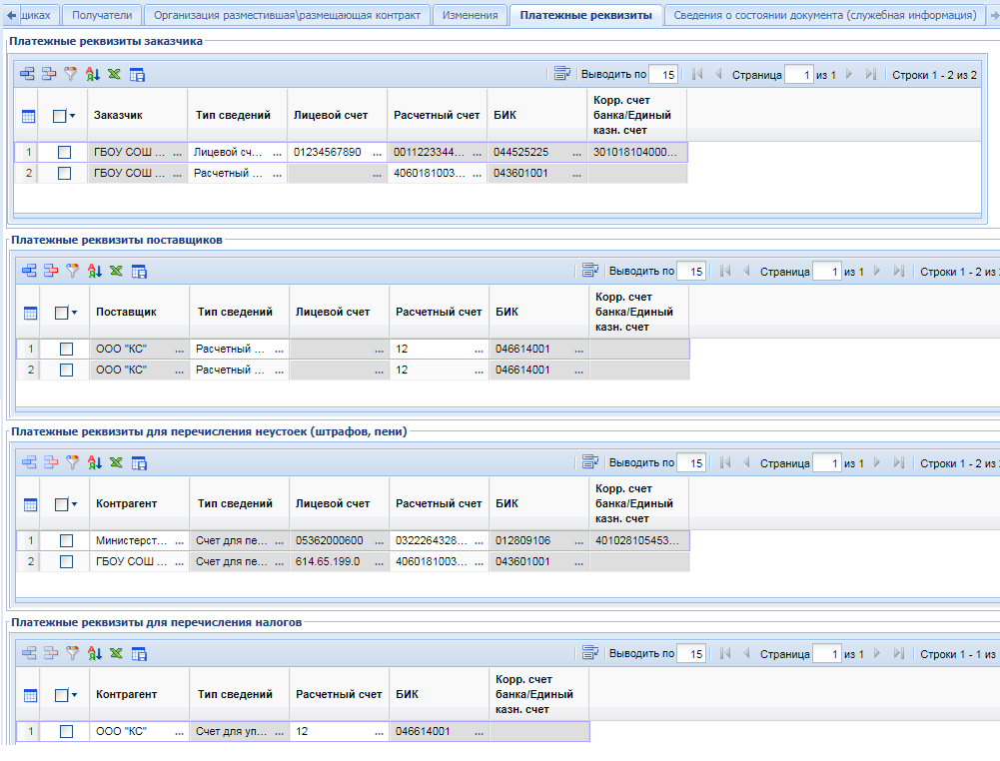 щиках Получатели Организация разместившая\размещающая контракт Изменения Платежные реквизиты Сведения о состоянии документа (служебная информация)
Платежные реквизиты заказчика
Выводить по 15 Страница 1 из 1 Строки 1 - 2 из 2
Заказчик Тип сведений Лицевой счет Расчетный счет БИК Корр. счет
банка/Единый
казн. счет
1 ГБОУ СОШ ... ... Лицевой сч... ... 01234567890 ... 0011223344... ... 044525225 ... 301018104000...
2 ГБОУ СОШ ... ... Расчетный ... ... ... 4060181003... ... 043601001 ...
Платежные реквизиты поставщиков
Выводить по 15 Страница 1 из 1 Строки 1 - 2 из
Поставщик Тип сведений Лицевой счет Расчетный счет БИК Корр. счет
банка/Единый
казн. счет
1 ООО "КС" ... Расчетный ... ... ... 12 ... 046614001 ...
2 ООО "КС" ... Расчетный ... ... ... 12 ... 046614001 ...
Платежные реквизиты для перечисления неустоек (штрафов, пени)
Выводить по 15 Страница 1 из 1 Строки 1 - 2 из
Контрагент Тип сведений Лицевой счет Расчетный счет БИК Корр. счет
банка/Единый
казн. счет
1 Министерст... ... Счет для пе... ... 05362000600 ... 0322264328... ... 012809106 ... 401028105453...
2 ГБОУ СОШ ... ... Счет для пе... ... 614.65.199.0 ... 4060181003... ... 043601001 ...
Платежные реквизиты для перечисления налогов
Выводить по 15 Страница 1 из 1 Строки 1 - 1 из
Контрагент Тип сведений Расчетный счет БИК Корр. счет
банка/Единый
казн. счет
1 ООО "КС" ... Счет для уп... ... 12 ... 046614001 ...